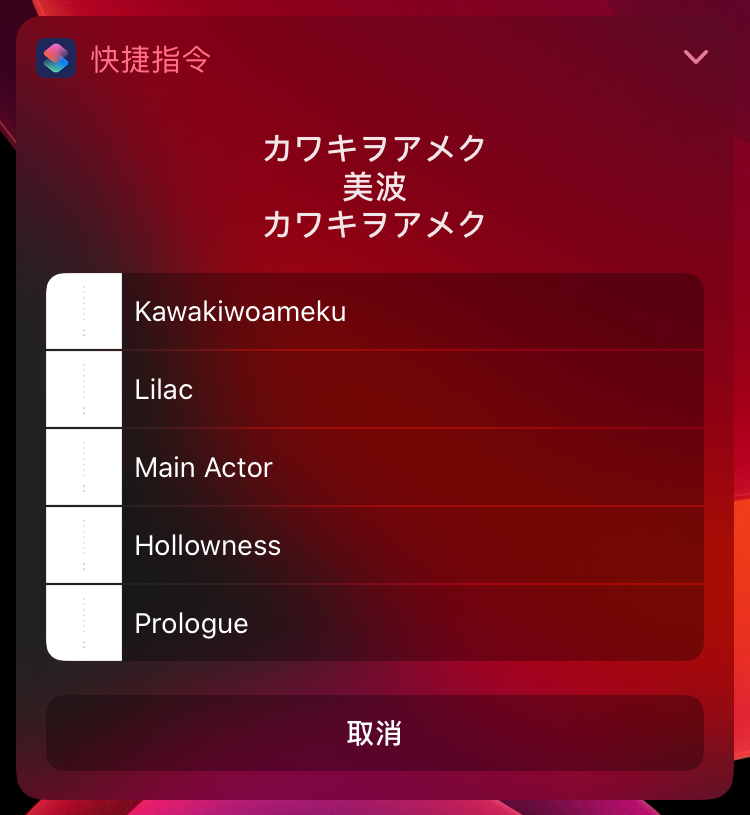 快捷指令
カワキヲアメク
美波
カワキヲアメク
Kawakiwoameku
Lilac
Main Actor
Hollowness
Prologue
取消